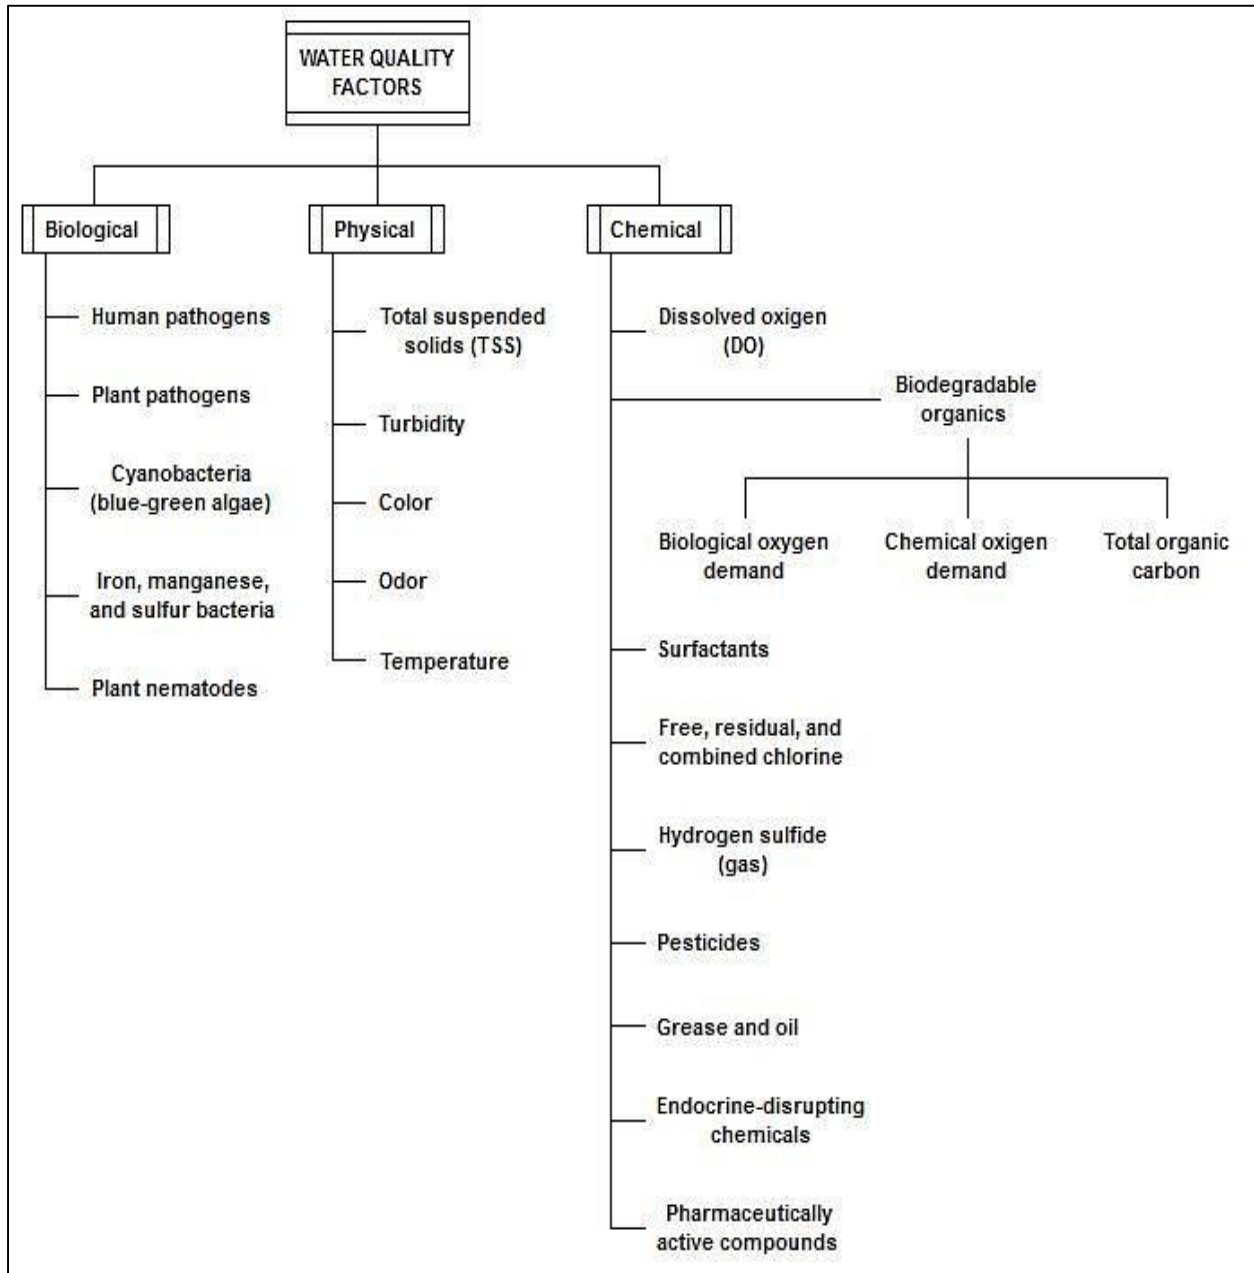 WATER QUALITY
FACTORS
Biological
Physical
Chemical
Human pathogens
Plant pathogens
Cyanobacteria
(blue-green algae)
Iron, manganese,
and sulfur bacteria
Plant nematodes
Total suspended
solids (TSS)
Turbidity
Color
Odor
Temperature
Dissolved oxigen
(DO)
Biodegradable
organics
Biological oxygen
demand
Chemical oxigen
demand
Total organic
carbon
Surfactants
Free, residual, and
combined chlorine
Hydrogen sulfide
(gas)
Pesticides
Grease and oil
Endocrine-disrupting
chemicals
Pharmaceutically
active compounds